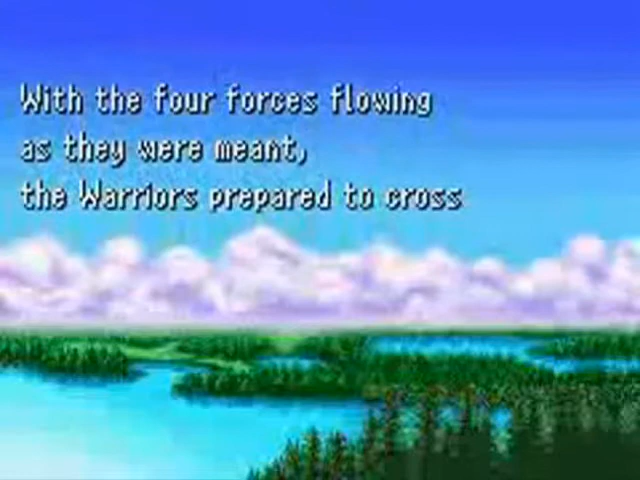 With the four forces flowing
as they were meant,
the Warriors prepared to cross